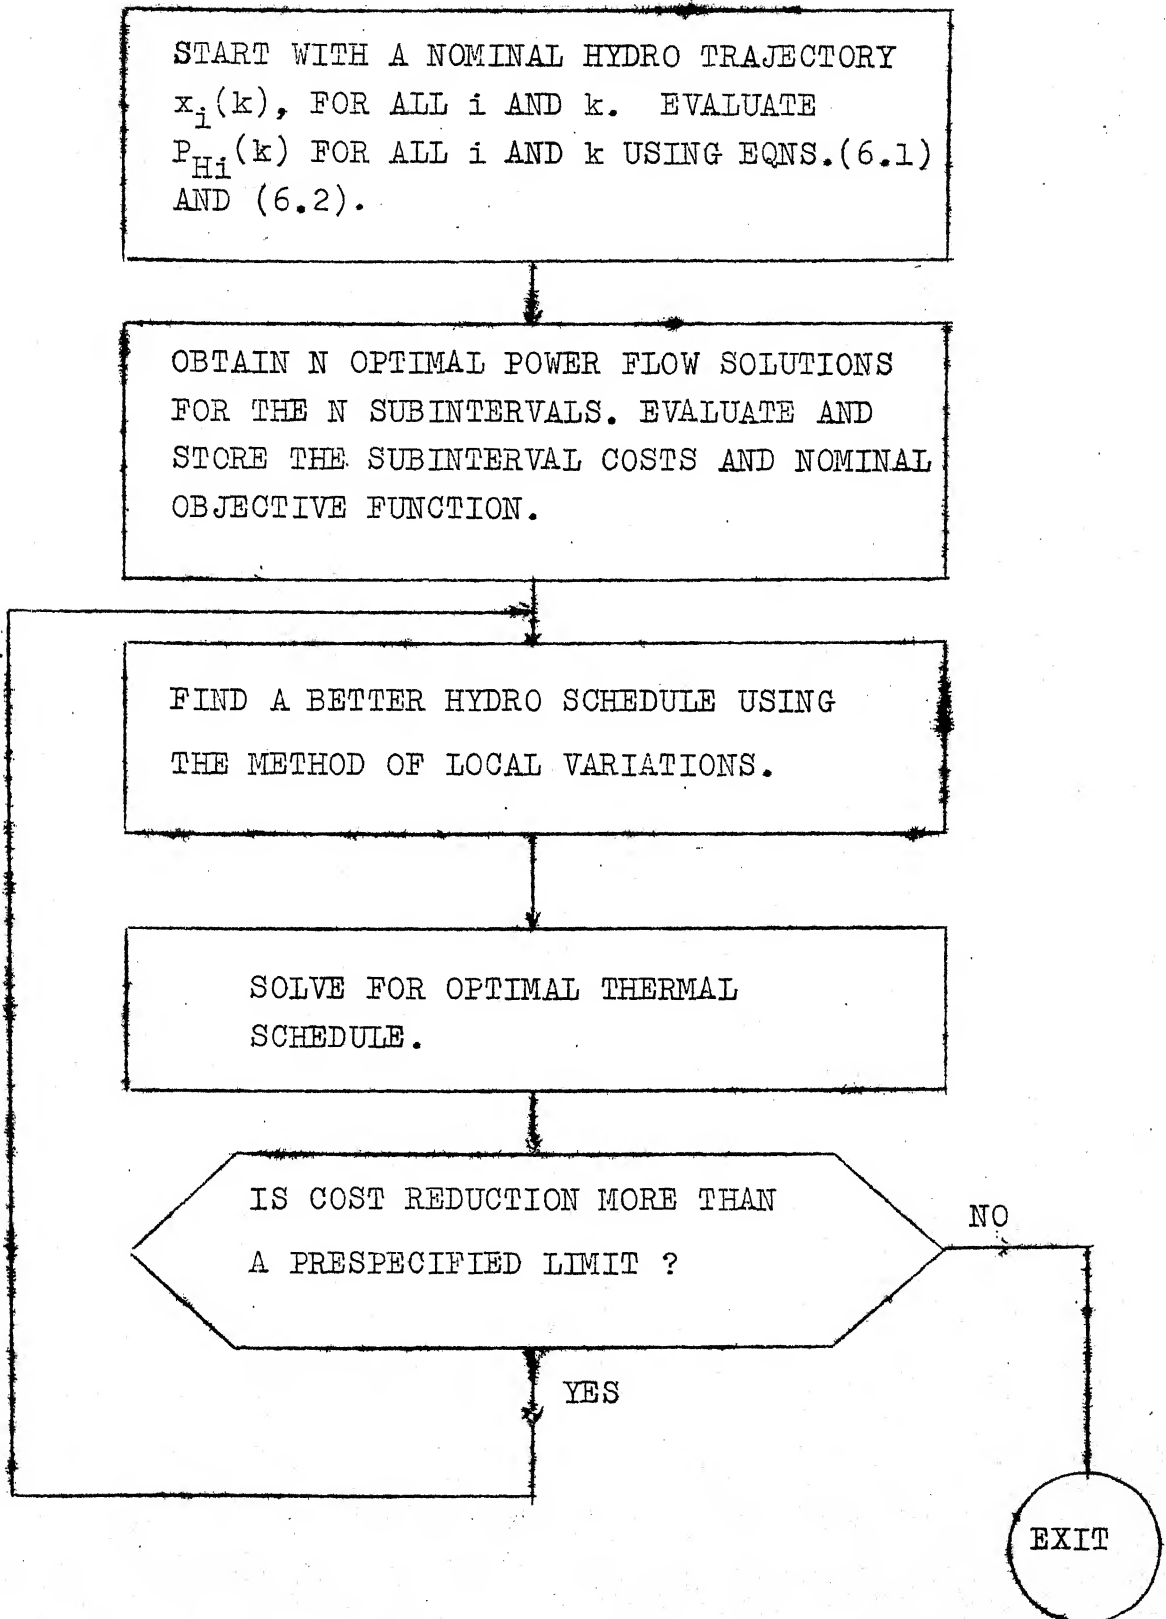 START WITH A NOMINAL HYDRO TRAJECTORY
x_i(k), FOR ALL i AND k. EVALUATE
P_Hi(k) FOR ALL i AND k USING EQNS.(6.1)
AND (6.2).
OBTAIN N OPTIMAL POWER FLOW SOLUTIONS
FOR THE N SUBINTERVALS. EVALUATE AND
STORE THE SUBINTERVAL COSTS AND NOMINAL
OBJECTIVE FUNCTION.
FIND A BETTER HYDRO SCHEDULE USING
THE METHOD OF LOCAL VARIATIONS.
SOLVE FOR OPTIMAL THERMAL
SCHEDULE.
IS COST REDUCTION MORE THAN
A PRESPECIFIED LIMIT ?
NO
YES
EXIT